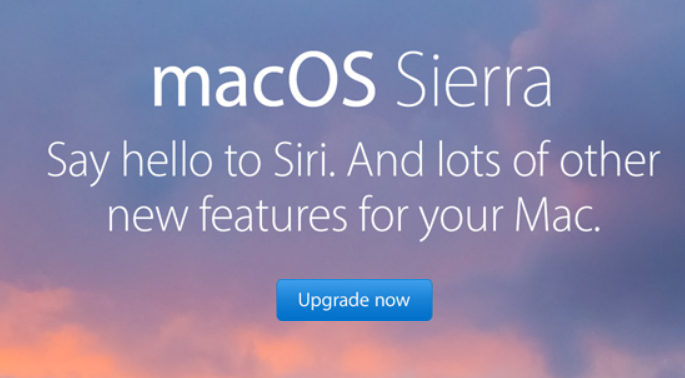 macOS Sierra
Say hello to Siri. And lots of other
new features for your Mac.
Upgrade now